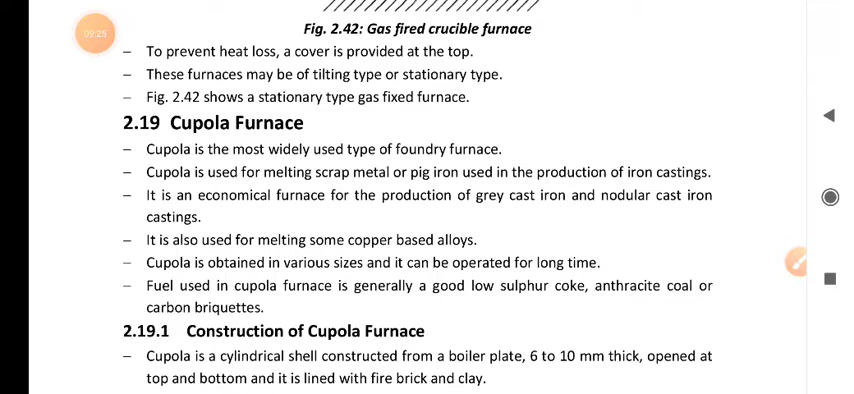 09:25
Fig. 2.42: Gas fired crucible furnace
– To prevent heat loss, a cover is provided at the top.
– These furnaces may be of tilting type or stationary type.
– Fig. 2.42 shows a stationary type gas fixed furnace.
2.19 Cupola Furnace
– Cupola is the most widely used type of foundry furnace.
– Cupola is used for melting scrap metal or pig iron used in the production of iron castings.
– It is an economical furnace for the production of grey cast iron and nodular cast iron
castings.
– It is also used for melting some copper based alloys.
– Cupola is obtained in various sizes and it can be operated for long time.
– Fuel used in cupola furnace is generally a good low sulphur coke, anthracite coal or
carbon briquettes.
2.19.1 Construction of Cupola Furnace
– Cupola is a cylindrical shell constructed from a boiler plate, 6 to 10 mm thick, opened at
top and bottom and it is lined with fire brick and clay.